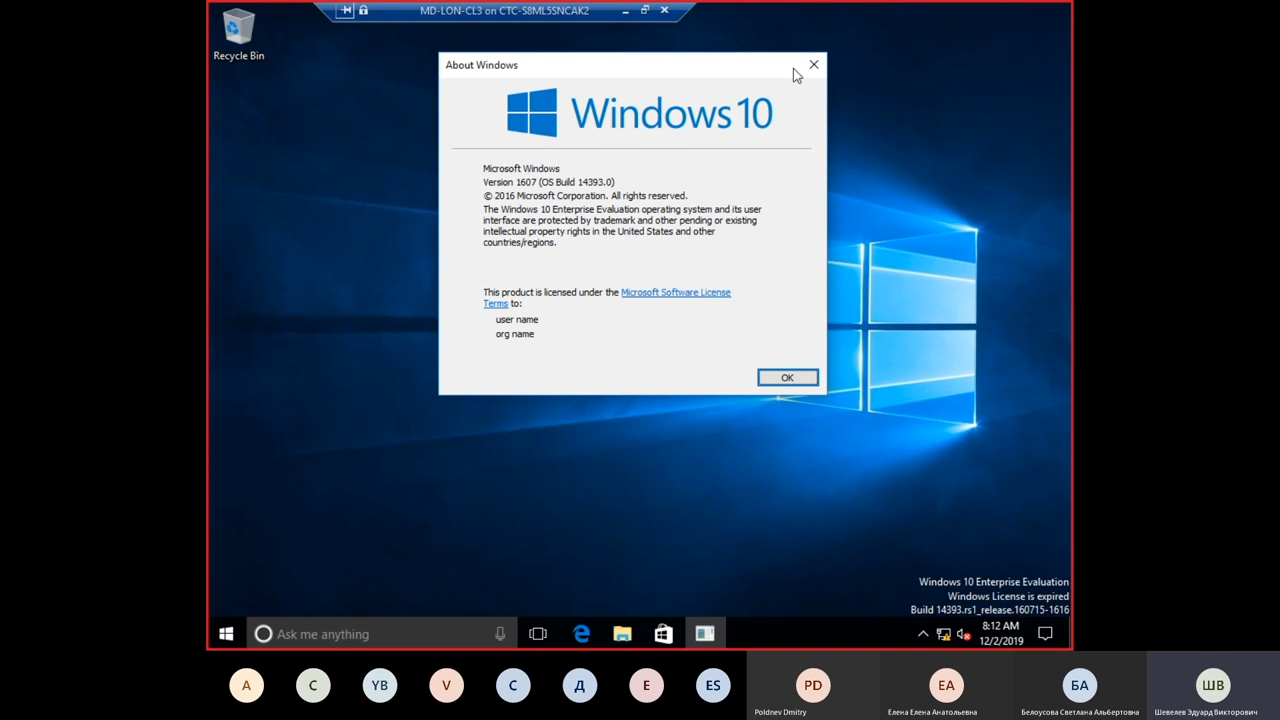 MD-LON-CL3 on CTC-S8ML5SNCAK2
Recycle Bin
About Windows
Windows 10
Microsoft Windows
Version 1607 (OS Build 14393.0)
© 2016 Microsoft Corporation. All rights reserved.
The Windows 10 Enterprise Evaluation operating system and its user
interface are protected by trademark and other pending or existing
intellectual property rights in the United States and other
countries/regions.
This product is licensed under the Microsoft Software License
Terms to:
user name
org name
OK
Windows 10 Enterprise Evaluation
Windows License is expired
Build 14393.rs1_release.160715-1616
Ask me anything
8:12 AM
12/2/2019
A
C
YB
V
С
Д
E
ES
PD
EA
БА
ШВ
Poldnev Dmitry
Елена Елена Анатольевна
Белоусова Светлана Альбертовна
Шевелев Эдуард Викторович